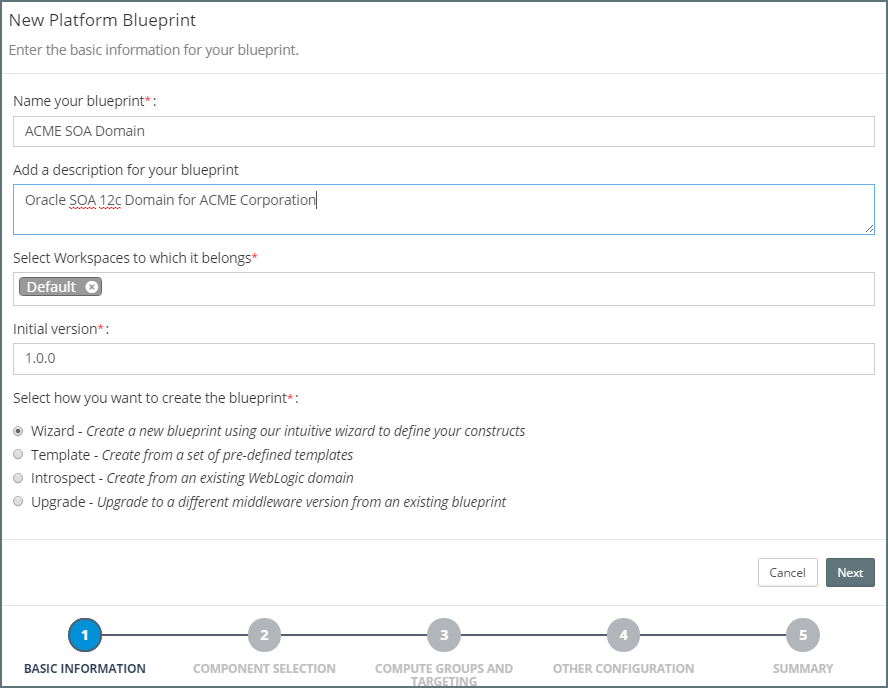 New Platform Blueprint
Enter the basic information for your blueprint.
Name your blueprint*:
ACME SOA Domain
Add a description for your blueprint
Oracle SOA 12c Domain for ACME Corporation
Select Workspaces to which it belongs*
Default
Initial version*:
1.0.0
Select how you want to create the blueprint*:
Wizard - Create a new blueprint using our intuitive wizard to define your constructs
Template - Create from a set of pre-defined templates
Introspect - Create from an existing WebLogic domain
Upgrade - Upgrade to a different middleware version from an existing blueprint
Cancel Next
1 2 3 4 5
BASIC INFORMATION COMPONENT SELECTION COMPUTE GROUPS AND OTHER CONFIGURATION SUMMARY
TARGETING